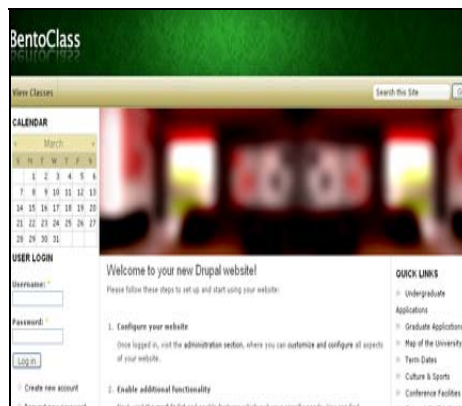 BentoClass
View Classes
Search this Site
CALENDAR
« March »
S M T W T F S
1 2 3 4 5 6
7 8 9 10 11 12 13
14 15 16 17 18 19 20
21 22 23 24 25 26 27
28 29 30 31
USER LOGIN
Username: *
Password: *
Log in
Create new account
Welcome to your new Drupal website!
Please follow these steps to set up and start using your website:
1. Configure your website
Once logged in, visit the administration section, where you can customize and configure all aspects
of your website.
2. Enable additional functionality
QUICK LINKS
Undergraduate
Applications
Graduate Applications
Map of the University
Term Dates
Culture & Sports
Conference Facilities